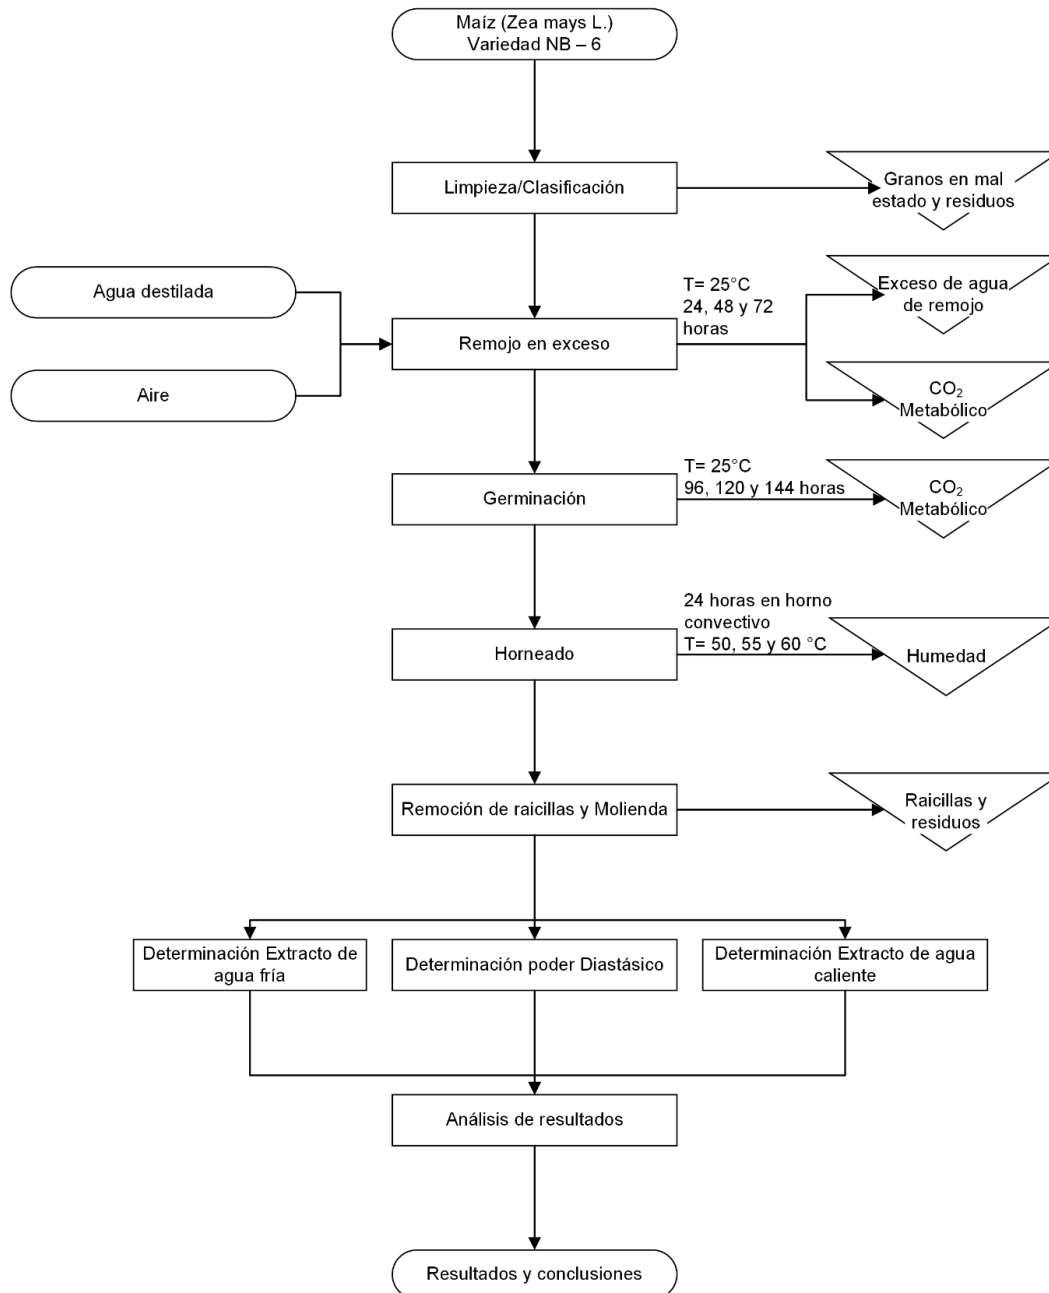 Maíz (Zea mays L.)
Variedad NB – 6
Limpieza/Clasificación
Granos en mal
estado y residuos
Agua destilada
Aire
Remojo en exceso
T= 25°C
24, 48 y 72
horas
Exceso de agua
de remojo
CO₂
Metabólico
Germinación
T= 25°C
96, 120 y 144 horas
CO₂
Metabólico
Horneado
24 horas en horno
convectivo
T= 50, 55 y 60 °C
Humedad
Remoción de raicillas y Molienda
Raicillas y
residuos
Determinación Extracto de
agua fría
Determinación poder Diastásico
Determinación Extracto de agua
caliente
Análisis de resultados
Resultados y conclusiones